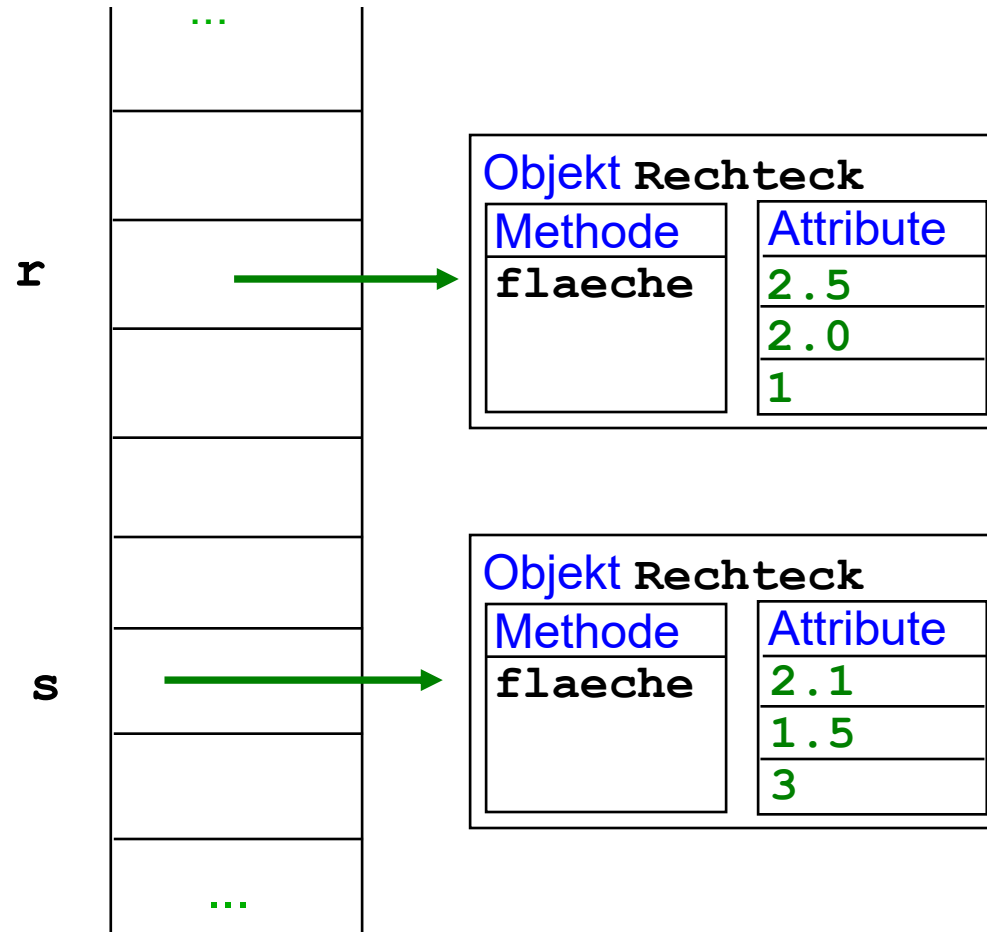 ...
r
Objekt Rechteck
Methode
flaeche
Attribute
2.5
2.0
1
s
Objekt Rechteck
Methode
flaeche
Attribute
2.1
1.5
3
...